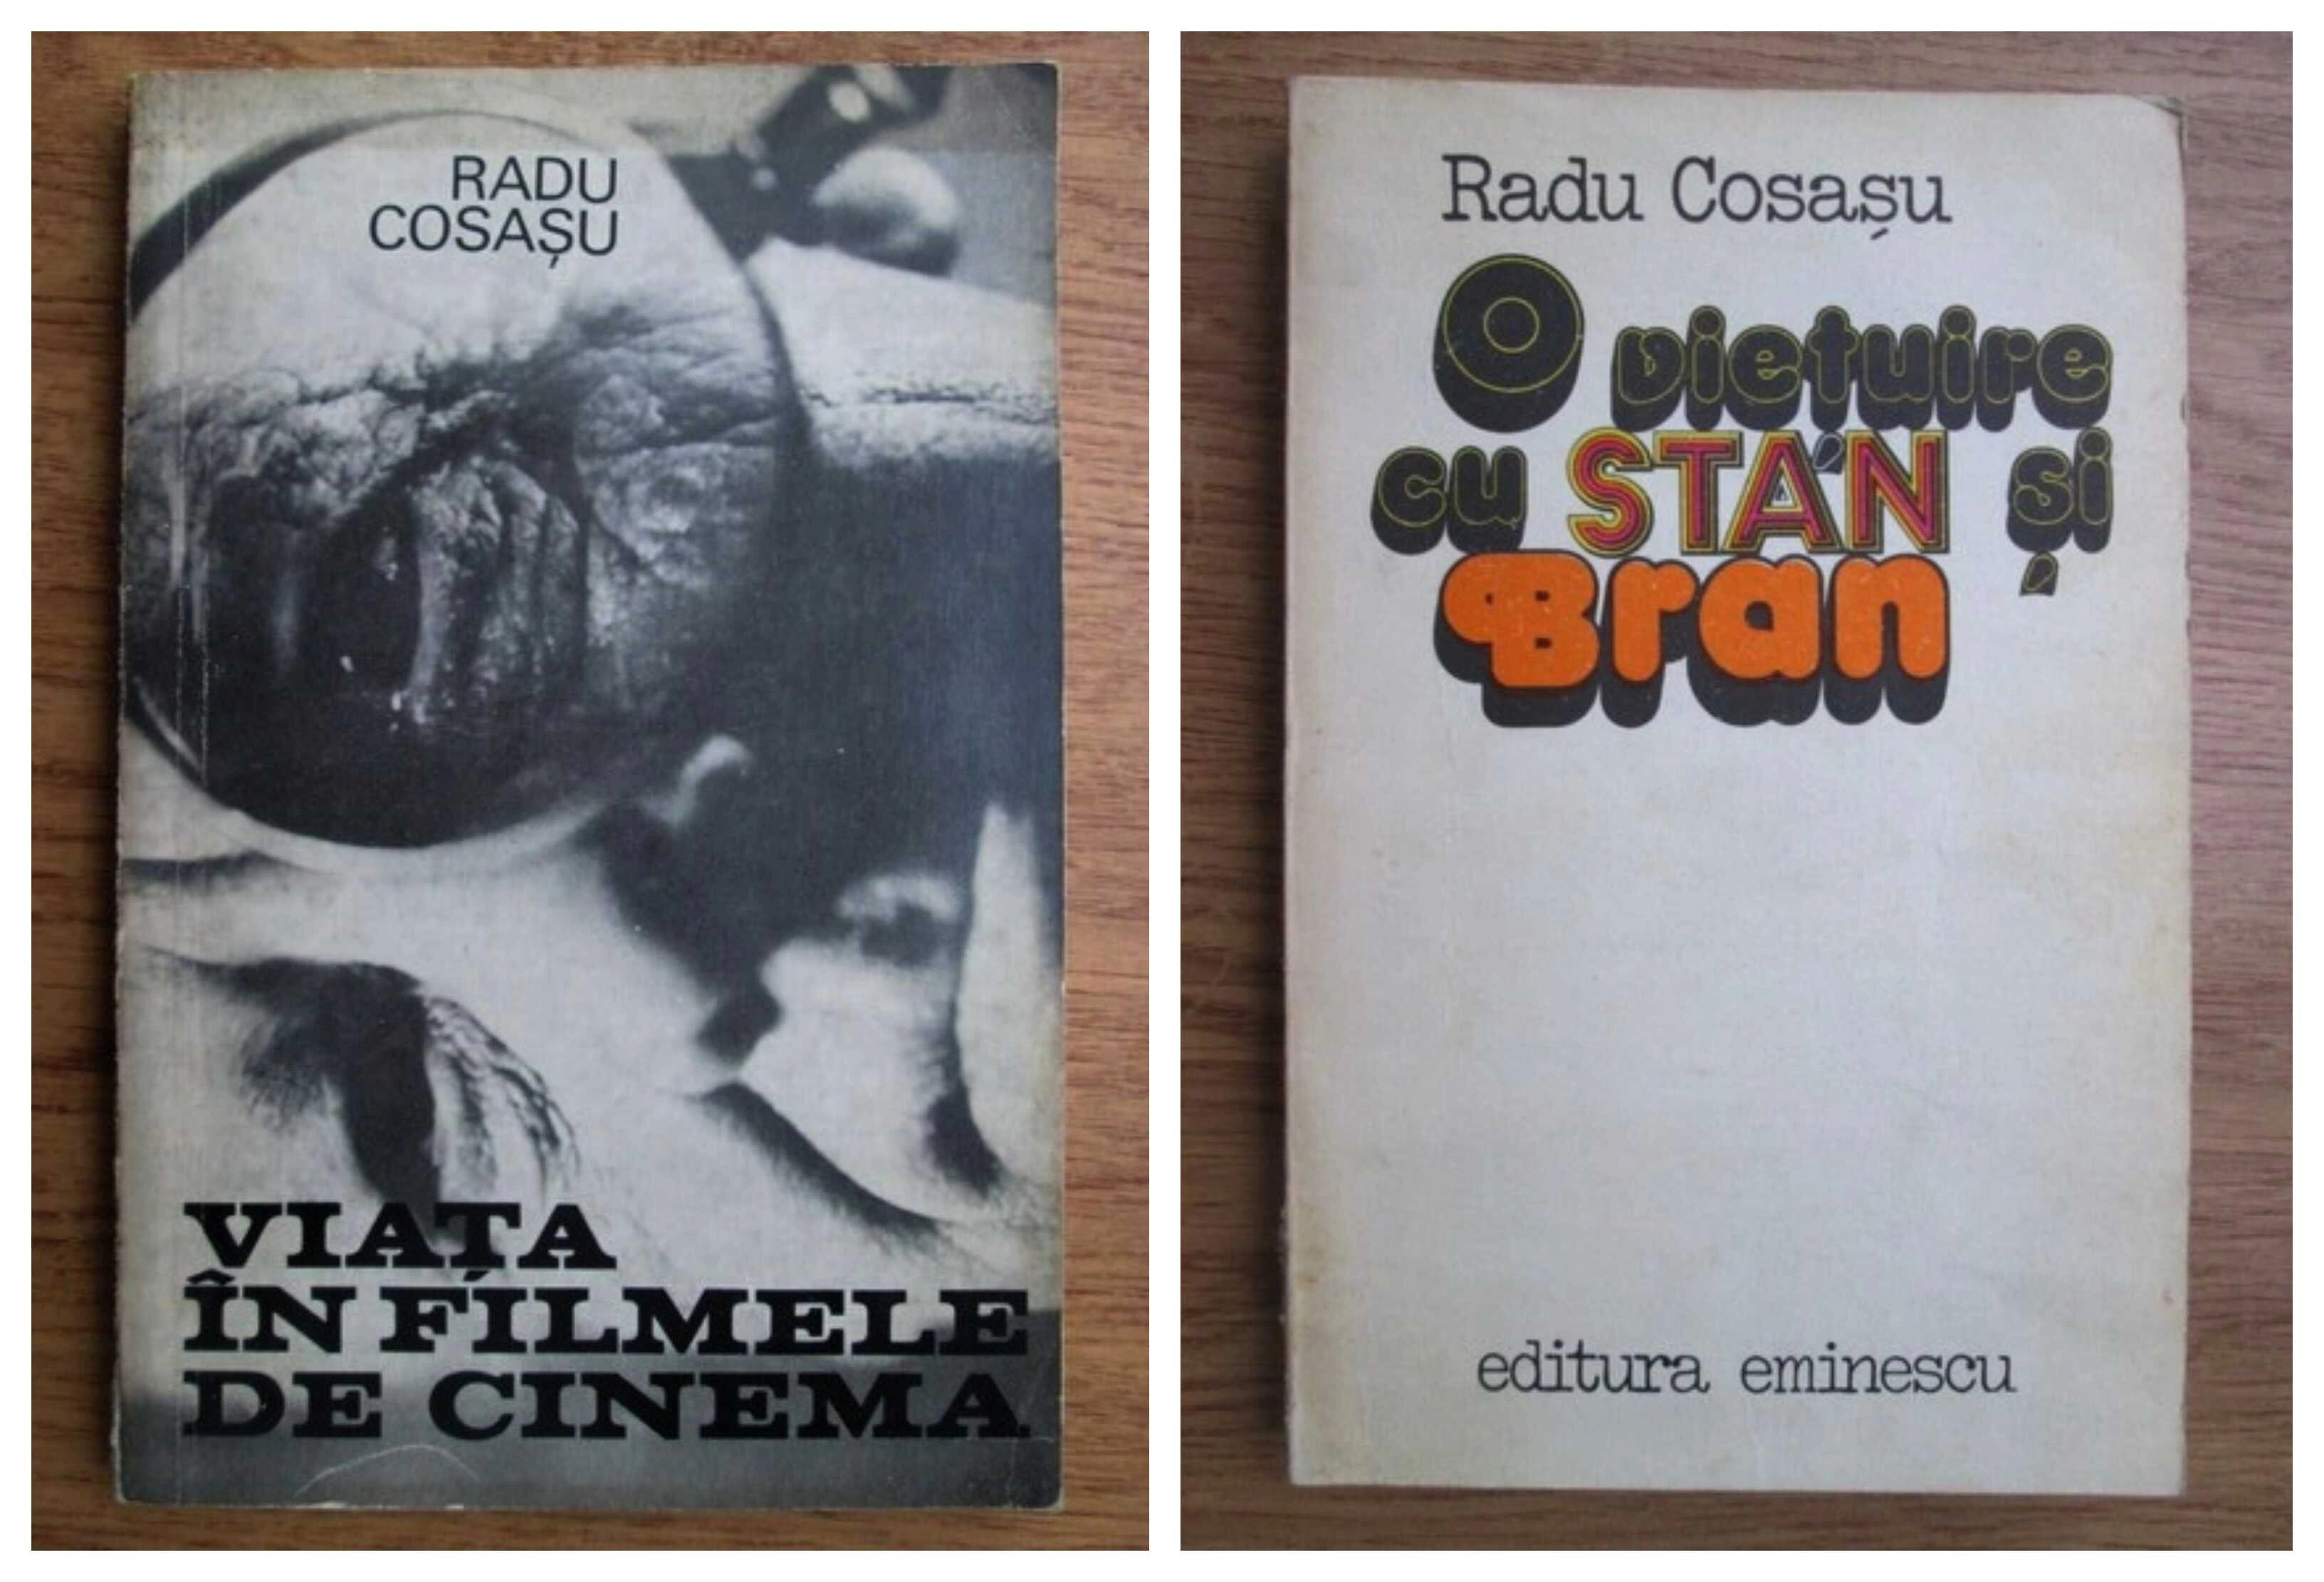 RADU
COSAȘU
VIAȚA
ÎN FILMELE
DE CINEMA
Radu Cosașu
O viețuire
cu STAN și
Bran
editura eminescu